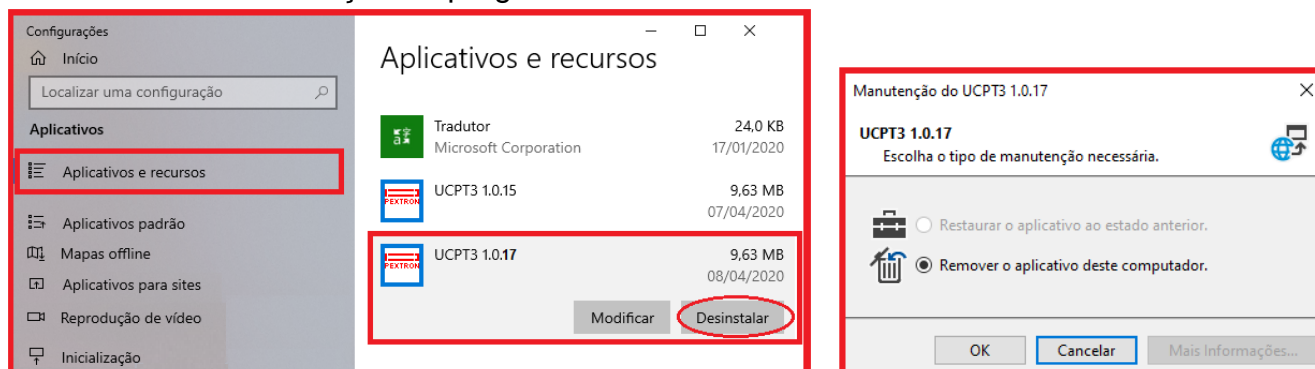 Configurações
Início
Localizar uma configuração
Aplicativos
Aplicativos e recursos
Aplicativos padrão
Mapas offline
Aplicativos para sites
Reprodução de vídeo
Inicialização
Aplicativos e recursos
Tradutor 24,0 KB
Microsoft Corporation 17/01/2020
PEXTRON
UCPT3 1.0.15 9,63 MB
07/04/2020
PEXTRON
UCPT3 1.0.17 9,63 MB
08/04/2020
Modificar Desinstalar
Manutenção do UCPT3 1.0.17
UCPT3 1.0.17
Escolha o tipo de manutenção necessária.
Restaurar o aplicativo ao estado anterior.
Remover o aplicativo deste computador.
OK Cancelar Mais Informações...